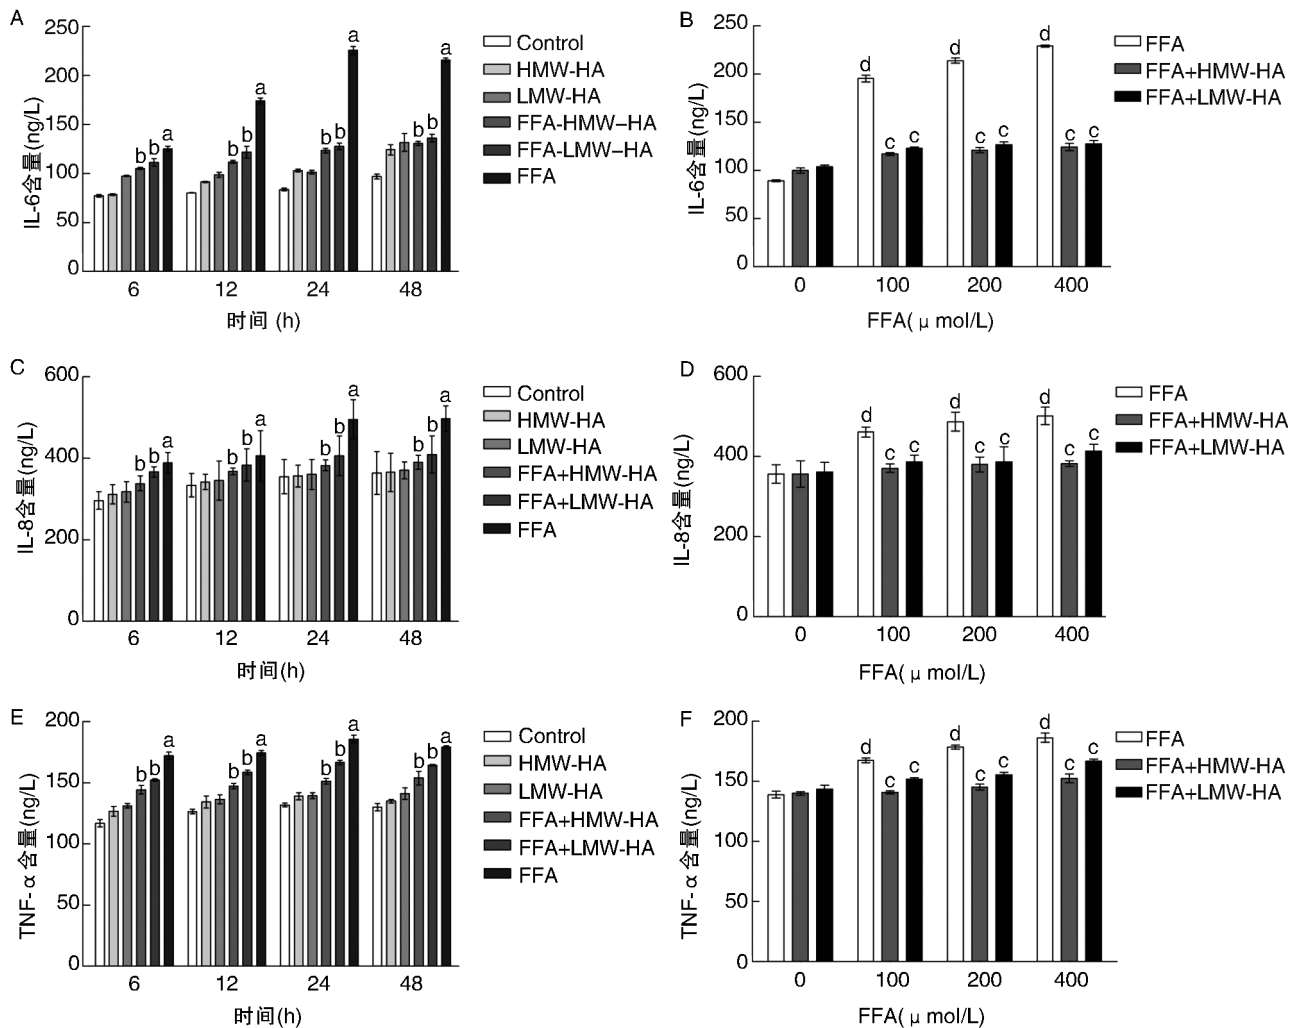 A
250
200
150
100
50
0
IL-6含量(ng/L)
b b a
b b a
b b a
b b a
6 12 24 48
时间 (h)
Control
HMW-HA
LMW-HA
FFA-HMW–HA
FFA-LMW–HA
FFA
B
250
200
150
100
50
0
IL-6含量(ng/L)
d c c
d c c
d c c
0 100 200 400
FFA( μ mol/L)
FFA
FFA+HMW-HA
FFA+LMW-HA
C
600
400
200
0
IL-8含量(ng/L)
b b a
b b a
b b a
b b a
6 12 24 48
时间(h)
Control
HMW-HA
LMW-HA
FFA+HMW-HA
FFA+LMW-HA
FFA
D
600
400
200
0
IL-8含量(ng/L)
d c c
d c c
d c c
0 100 200 400
FFA( μ mol/L)
FFA
FFA+HMW-HA
FFA+LMW-HA
E
200
150
100
50
0
TNF-α含量(ng/L)
b b a
b b a
b b a
b b a
6 12 24 48
时间(h)
Control
HMW-HA
LMW-HA
FFA+HMW-HA
FFA+LMW-HA
FFA
F
200
150
100
50
0
TNF-α含量(ng/L)
d c c
d c c
d c c
0 100 200 400
FFA( μ mol/L)
FFA
FFA+HMW-HA
FFA+LMW-HA